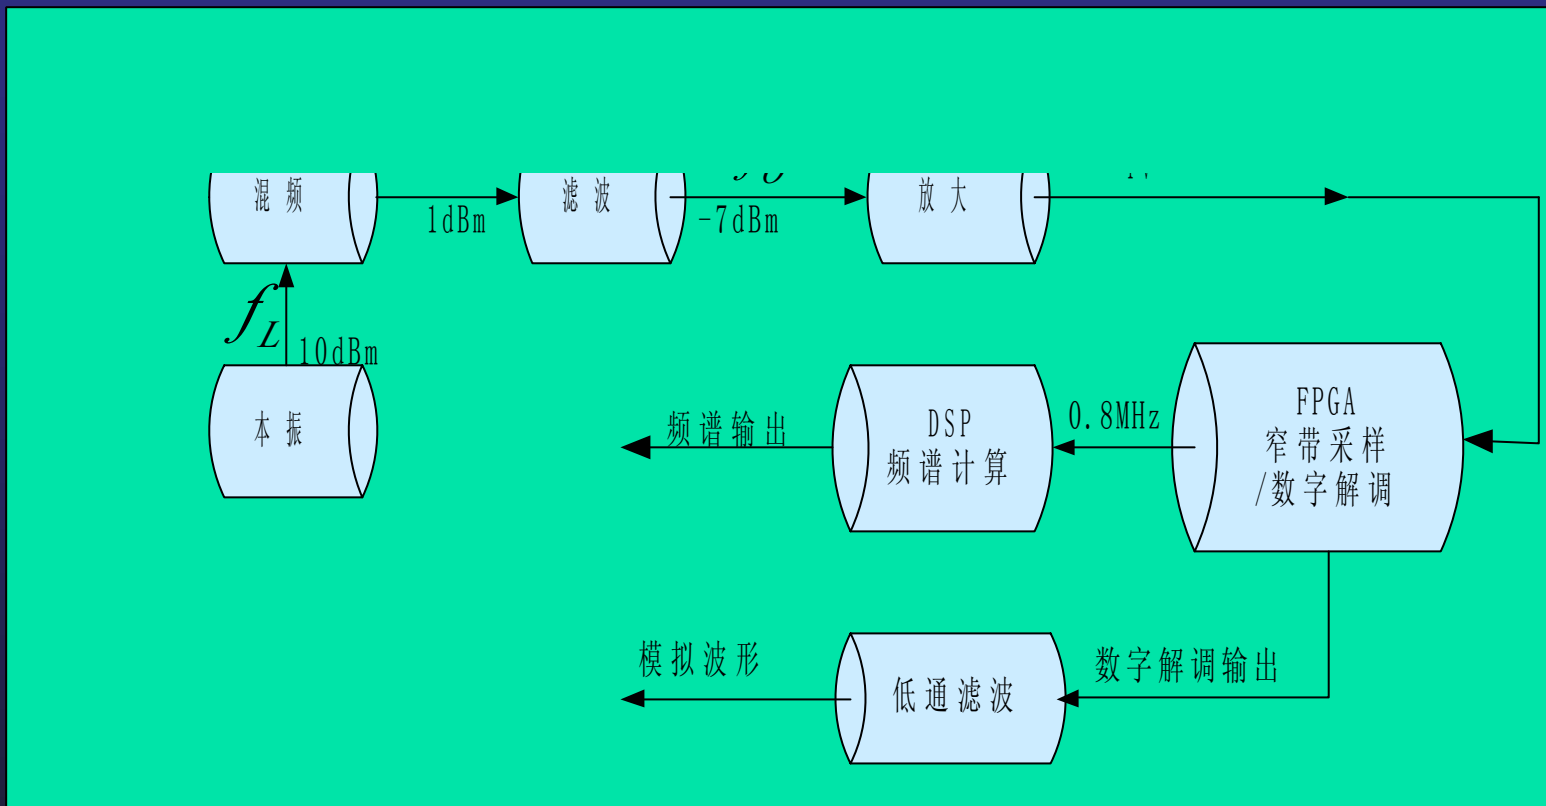 混频
1dBm
滤波
-7dBm
放大
f_L
10dBm
本振
频谱输出
DSP
频谱计算
0.8MHz
FPGA
窄带采样
/数字解调
模拟波形
低通滤波
数字解调输出